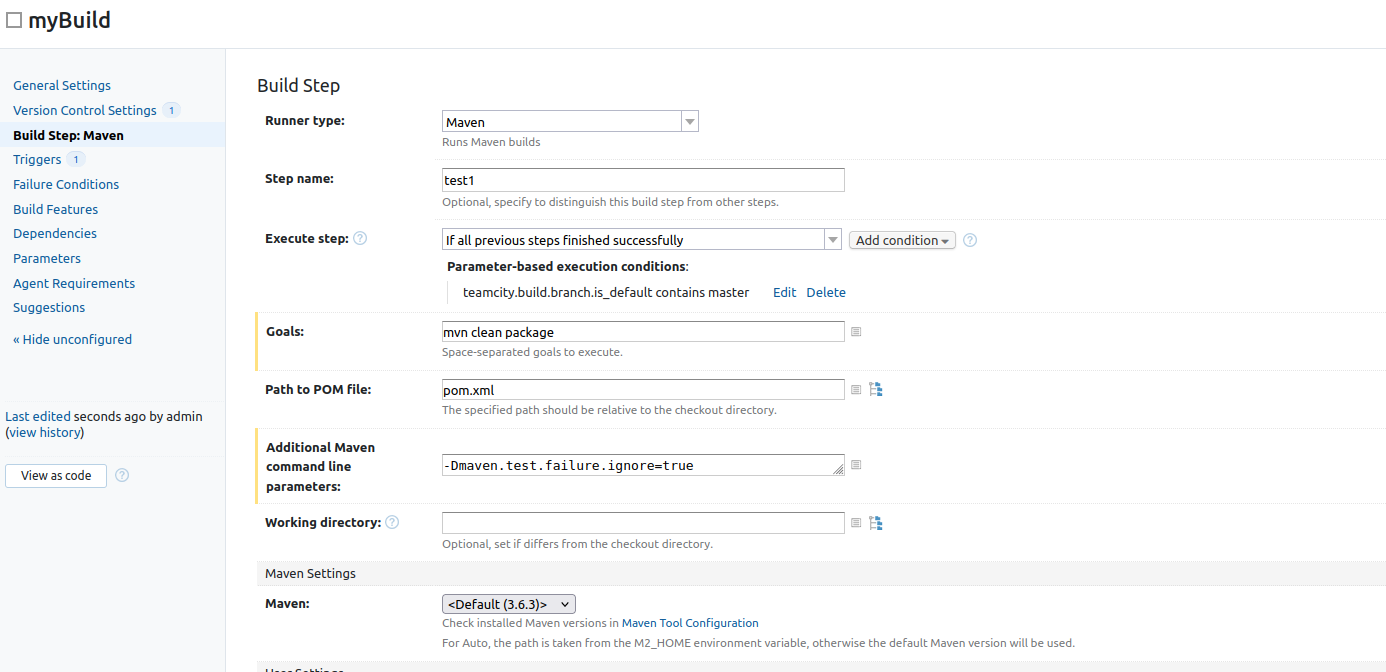 myBuild
General Settings
Version Control Settings 1
Build Step: Maven
Triggers 1
Failure Conditions
Build Features
Dependencies
Parameters
Agent Requirements
Suggestions
« Hide unconfigured
Last edited seconds ago by admin
(view history)
View as code ?
Build Step
Runner type:
Maven
Runs Maven builds
Step name:
test1
Optional, specify to distinguish this build step from other steps.
Execute step: ?
If all previous steps finished successfully
Add condition ?
Parameter-based execution conditions:
teamcity.build.branch.is_default contains master Edit Delete
Goals:
mvn clean package
Space-separated goals to execute.
Path to POM file:
pom.xml
The specified path should be relative to the checkout directory.
Additional Maven
command line
parameters:
-Dmaven.test.failure.ignore=true
Working directory: ?
Optional, set if differs from the checkout directory.
Maven Settings
Maven:
<Default (3.6.3)>
Check installed Maven versions in Maven Tool Configuration
For Auto, the path is taken from the M2_HOME environment variable, otherwise the default Maven version will be used.
User Settings